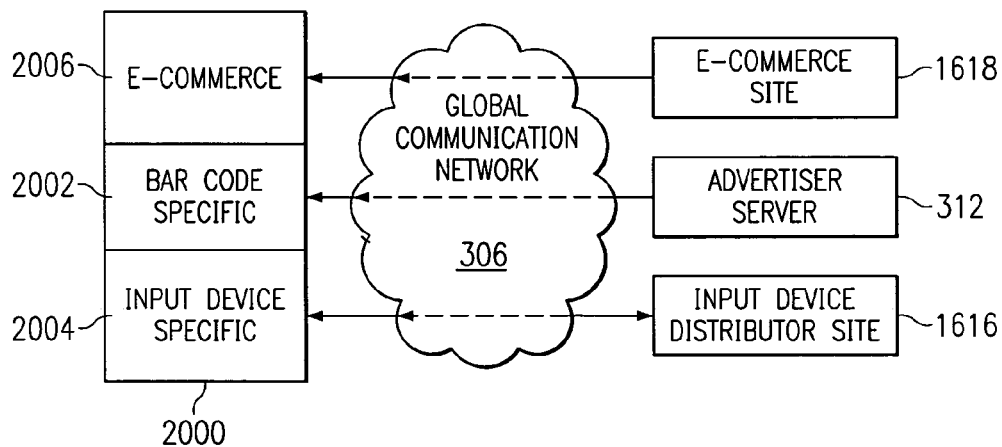 2006
E-COMMERCE
GLOBAL
COMMUNICATION
NETWORK
E-COMMERCE
SITE
1618
2002
BAR CODE
SPECIFIC
ADVERTISER
SERVER
312
306
2004
INPUT DEVICE
SPECIFIC
INPUT DEVICE
DISTRIBUTOR SITE
1616
2000